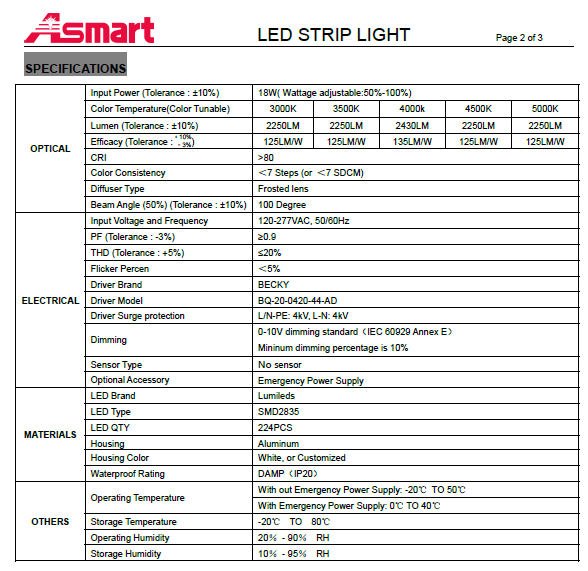 Asmart
LED STRIP LIGHT
Page 2 of 3
SPECIFICATIONS
OPTICAL
Input Power (Tolerance : ±10%) 18W( Wattage adjustable:50%-100%)
Color Temperature(Color Tunable) 3000K 3500K 4000k 4500K 5000K
Lumen (Tolerance : ±10%) 2250LM 2250LM 2430LM 2250LM 2250LM
Efficacy (Tolerance : +10% -3%) 125LM/W 125LM/W 135LM/W 125LM/W 125LM/W
CRI >80
Color Consistency <7 Steps (or <7 SDCM)
Diffuser Type Frosted lens
Beam Angle (50%) (Tolerance : ±10%) 100 Degree
ELECTRICAL
Input Voltage and Frequency 120-277VAC, 50/60Hz
PF (Tolerance : -3%) ≥0.9
THD (Tolerance : +5%) ≤20%
Flicker Percen <5%
Driver Brand BECKY
Driver Model BQ-20-0420-44-AD
Driver Surge protection L/N-PE: 4kV, L-N: 4kV
Dimming 0-10V dimming standard（IEC 60929 Annex E）
Mininum dimming percentage is 10%
Sensor Type No sensor
Optional Accessory Emergency Power Supply
MATERIALS
LED Brand Lumileds
LED Type SMD2835
LED QTY 224PCS
Housing Aluminum
Housing Color White, or Customized
Waterproof Rating DAMP（IP20）
OTHERS
Operating Temperature With out Emergency Power Supply: -20℃ TO 50℃
With Emergency Power Supply: 0℃ TO 40℃
Storage Temperature -20℃ TO 80℃
Operating Humidity 20% - 90% RH
Storage Humidity 10% - 95% RH